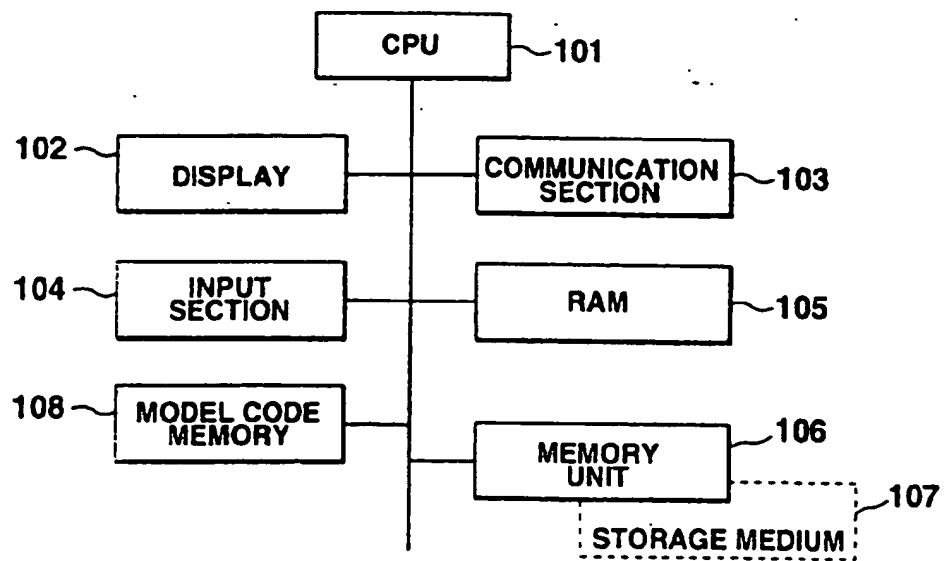 CPU
101
102
DISPLAY
COMMUNICATION
SECTION
103
104
INPUT
SECTION
RAM
105
108
MODEL CODE
MEMORY
MEMORY
UNIT
106
107
STORAGE MEDIUM